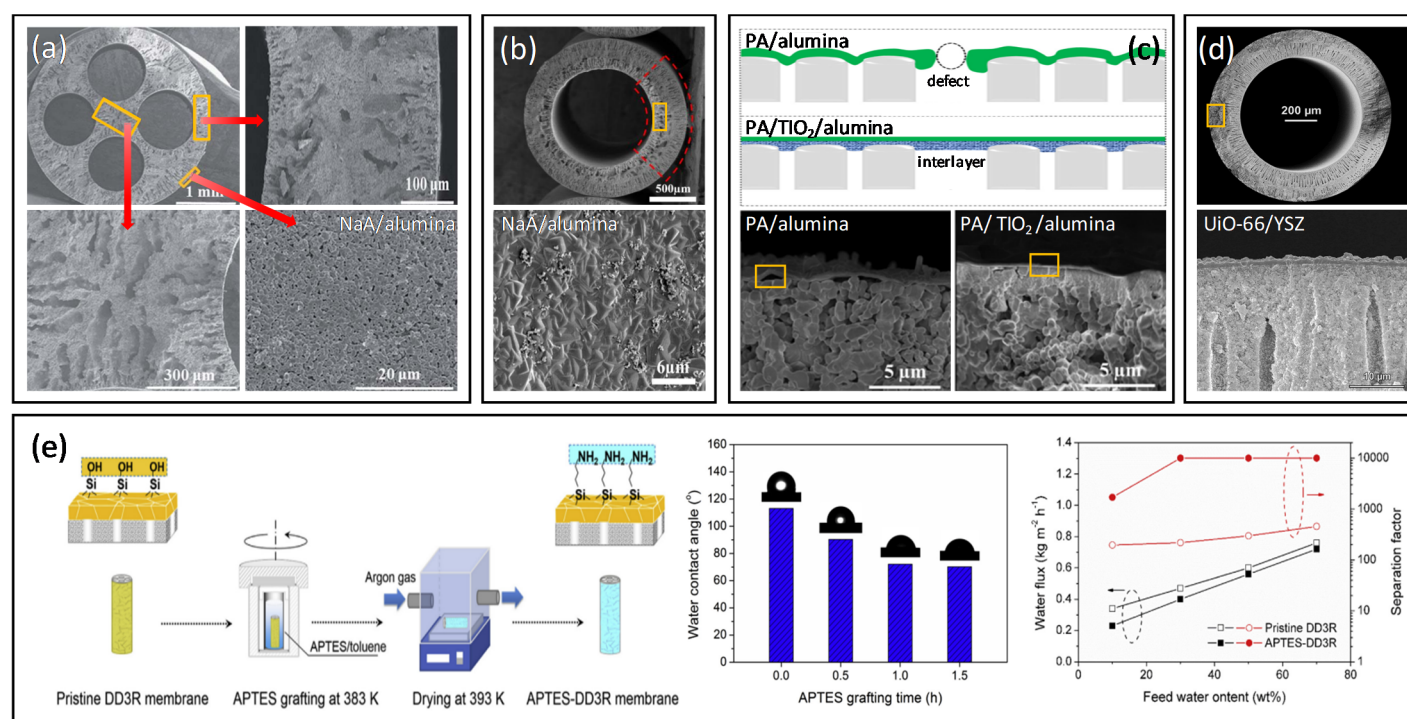 (a)
100 μm
1 mm
NaA/alumina
300 μm
20 μm
(b)
500μm
NaA/alumina
6μm
PA/alumina
(c)
defect
PA/TIO2/alumina
interlayer
PA/alumina
PA/ TIO2 /alumina
5 μm
5 μm
(d)
200 μm
UiO-66/YSZ
10 μm
(e)
OH OH OH
Si Si Si
NH2 NH2 NH2
Si Si Si
Argon gas
APTES/toluene
Pristine DD3R membrane
APTES grafting at 383 K
Drying at 393 K
APTES-DD3R membrane
Water contact angle (°)
160
140
120
100
80
60
40
20
0
0.0 0.5 1.0 1.5
APTES grafting time (h)
Water flux (kg m-2 h-1)
1.4
1.2
1.0
0.8
0.6
0.4
0.2
0.0
0 20 40 60 80
Feed water ontent (wt%)
10000
1000
100
10
1
Separation factor
Pristine DD3R
APTES-DD3R